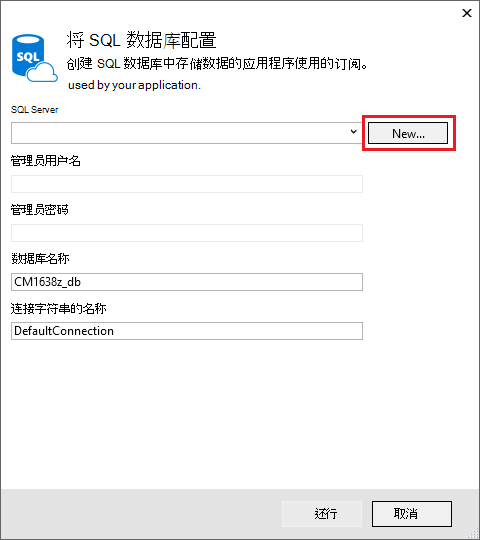 SQL
将 SQL 数据库配置
创建 SQL 数据库中存储数据的应用程序使用的订阅。
used by your application.
SQL Server
New...
管理员用户名
管理员密码
数据库名称
CM1638z_db
连接字符串的名称
DefaultConnection
还行 取消